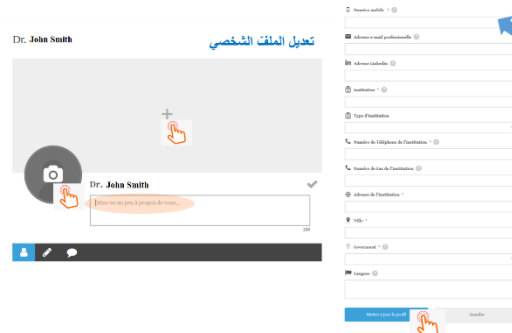 Dr. John Smith
تعديل الملف الشخصي
Dr. John Smith
Dites en un peu à propos de vous...
Numéro mobile *
Adresse e-mail professionnelle
Adresse Linkedin
Institution *
Type d'institution
Numéro de Téléphone de l'institution *
Numéro de fax de l'institution
Adresse de l'institution *
Ville *
Governorat *
Langues
Mettre à jour le profil
Annuler